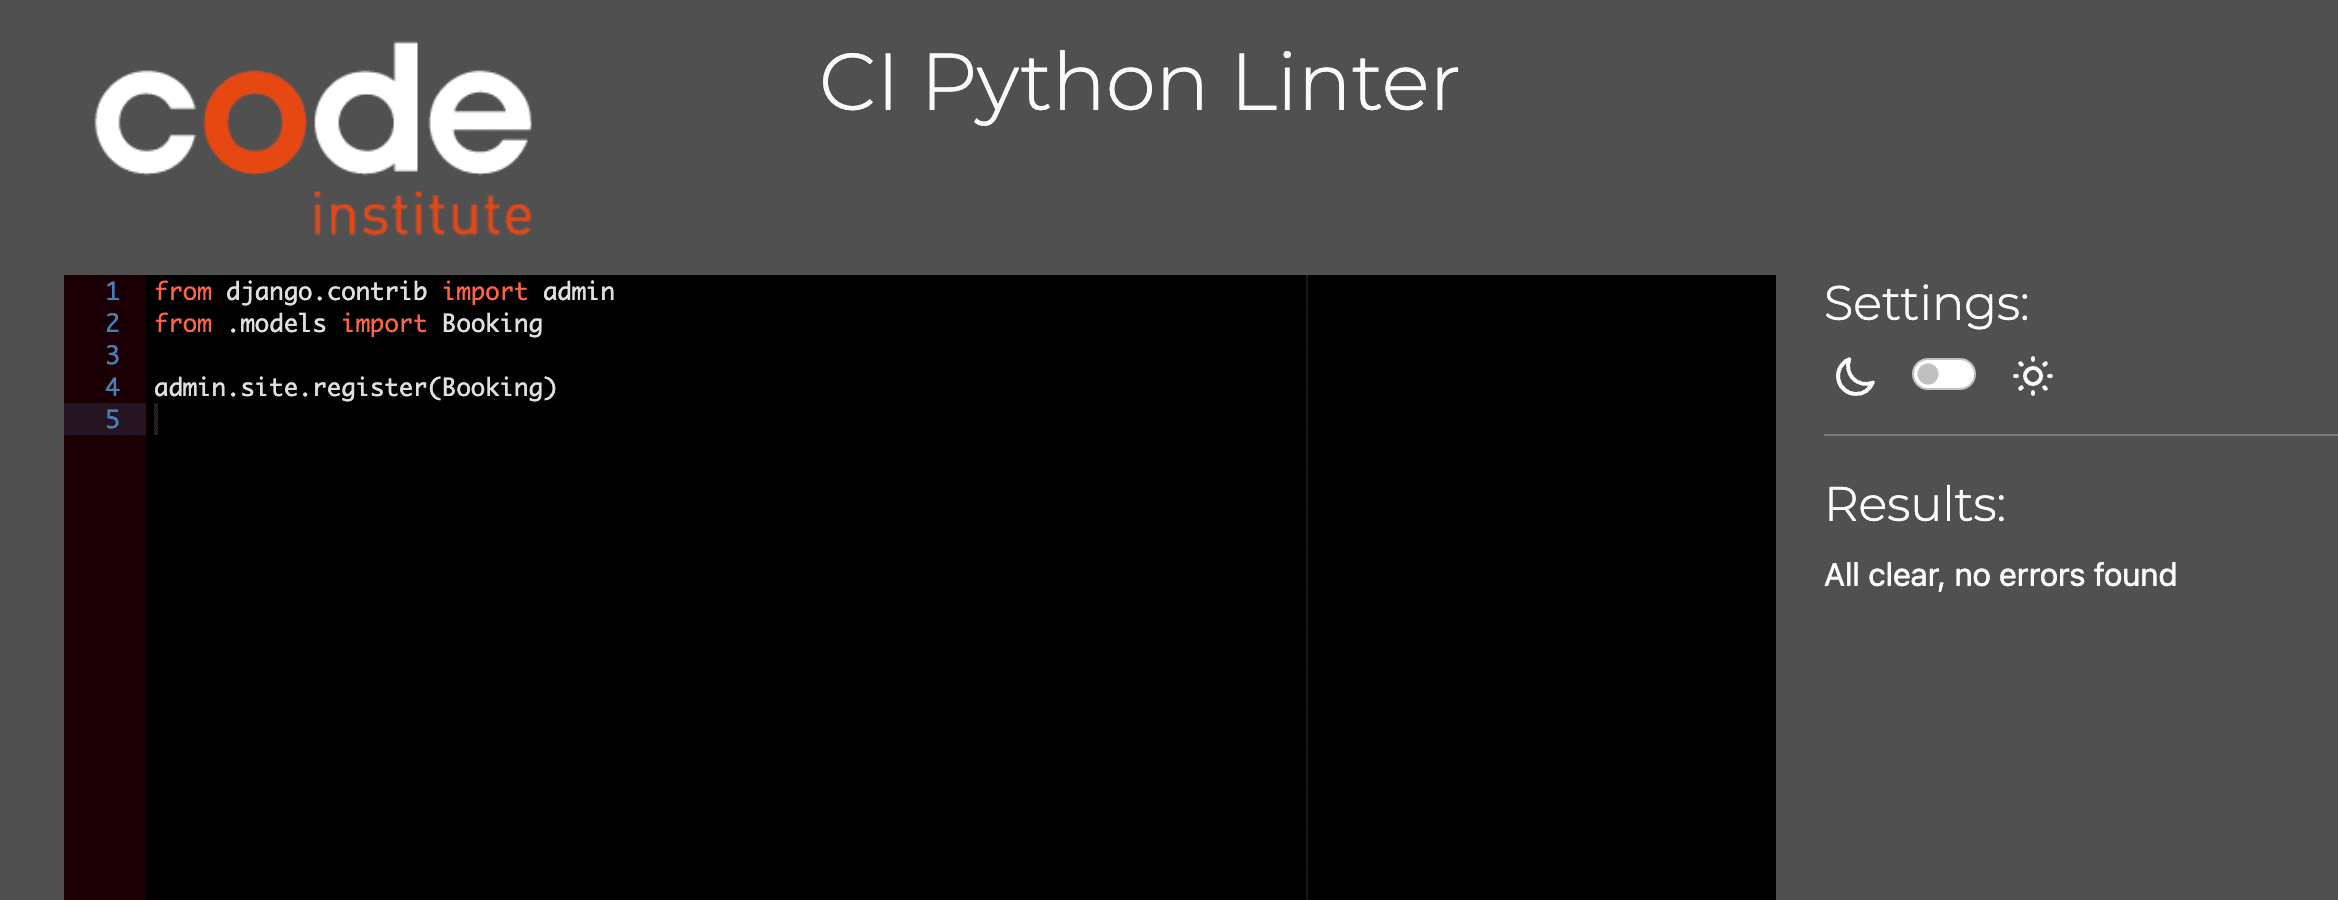 code
institute
CI Python Linter
1 from django.contrib import admin
2 from .models import Booking
3
4 admin.site.register(Booking)
5
Settings:
Results:
All clear, no errors found